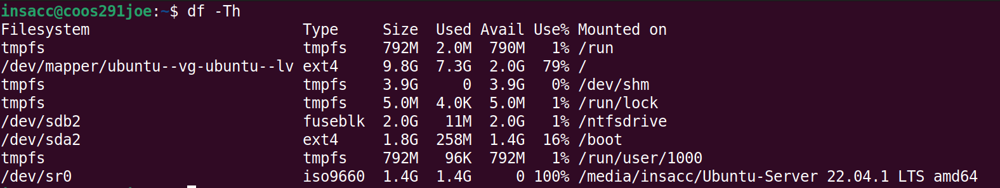 insacc@coos291joe:~$ df -Th
Filesystem                        Type     Size  Used Avail Use% Mounted on
tmpfs                             tmpfs    792M  2.0M  790M   1% /run
/dev/mapper/ubuntu--vg-ubuntu--lv ext4     9.8G  7.3G  2.0G  79% /
tmpfs                             tmpfs    3.9G     0  3.9G   0% /dev/shm
tmpfs                             tmpfs    5.0M  4.0K  5.0M   1% /run/lock
/dev/sdb2                         fuseblk  2.0G   11M  2.0G   1% /ntfsdrive
/dev/sda2                         ext4     1.8G  258M  1.4G  16% /boot
tmpfs                             tmpfs    792M   96K  792M   1% /run/user/1000
/dev/sr0                          iso9660  1.4G  1.4G     0 100% /media/insacc/Ubuntu-Server 22.04.1 LTS amd64